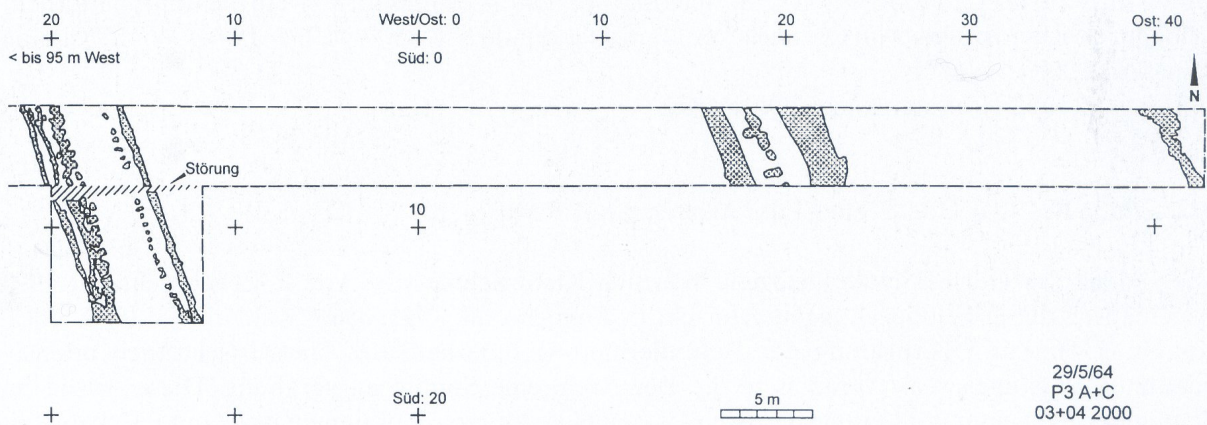 20 10 West/Ost: 0 10 20 30 Ost: 40
< bis 95 m West Süd: 0
N
Störung
10
Süd: 20
5 m
29/5/64
P3 A+C
03+04 2000